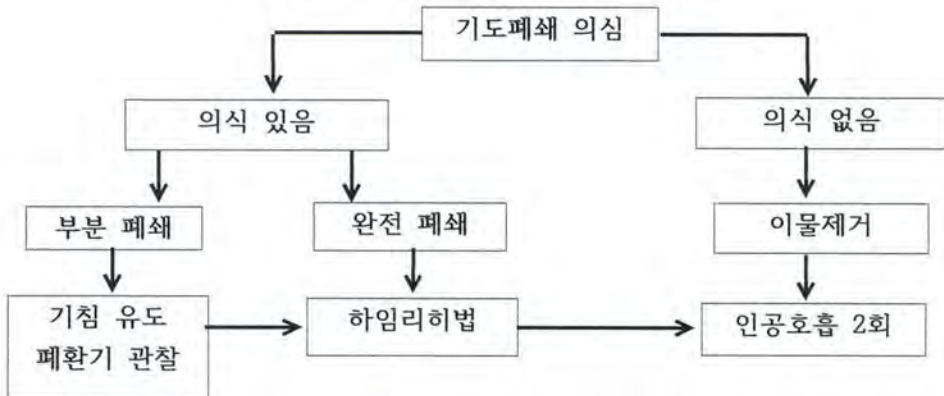 기도폐쇄 의심
의식 있음
의식 없음
부분 폐쇄
완전 폐쇄
이물제거
기침 유도
폐환기 관찰
하임리히법
인공호흡 2회